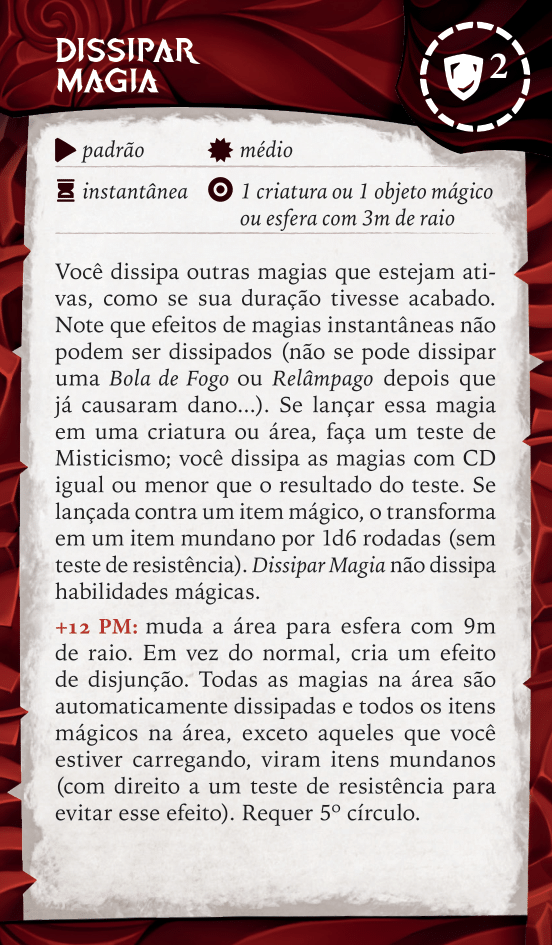 DISSIPAR
MAGIA
2
padrão
médio
instantânea
1 criatura ou 1 objeto mágico
ou esfera com 3m de raio
Você dissipa outras magias que estejam ati-
vas, como se sua duração tivesse acabado.
Note que efeitos de magias instantâneas não
podem ser dissipados (não se pode dissipar
uma Bola de Fogo ou Relâmpago depois que
já causaram dano...). Se lançar essa magia
em uma criatura ou área, faça um teste de
Misticismo; você dissipa as magias com CD
igual ou menor que o resultado do teste. Se
lançada contra um item mágico, o transforma
em um item mundano por 1d6 rodadas (sem
teste de resistência). Dissipar Magia não dissipa
habilidades mágicas.
+12 PM: muda a área para esfera com 9m
de raio. Em vez do normal, cria um efeito
de disjunção. Todas as magias na área são
automaticamente dissipadas e todos os itens
mágicos na área, exceto aqueles que você
estiver carregando, viram itens mundanos
(com direito a um teste de resistência para
evitar esse efeito). Requer 5º círculo.